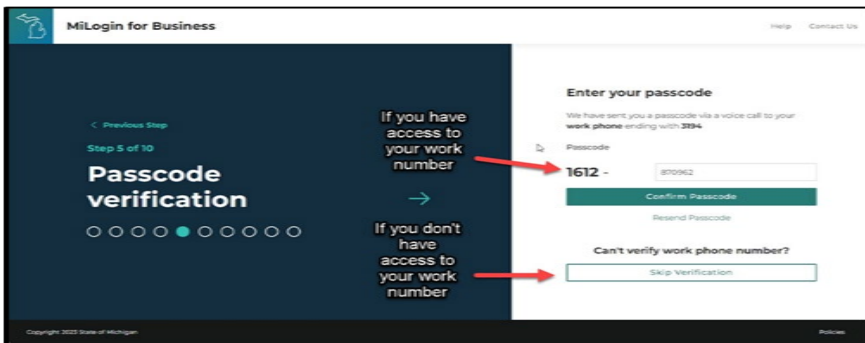 MiLogin for Business
Help
Contact Us
< Previous Step
Step 5 of 10
Passcode
verification
If you have
access to
your work
number
If you don't
have
access to
your work
number
Enter your passcode
We have sent you a passcode via a voice call to your
work phone ending with 3194
Passcode
1612 -
870962
Confirm Passcode
Resend Passcode
Can't verify work phone number?
Skip Verification
Copyright 2023 State of Michigan
Policies